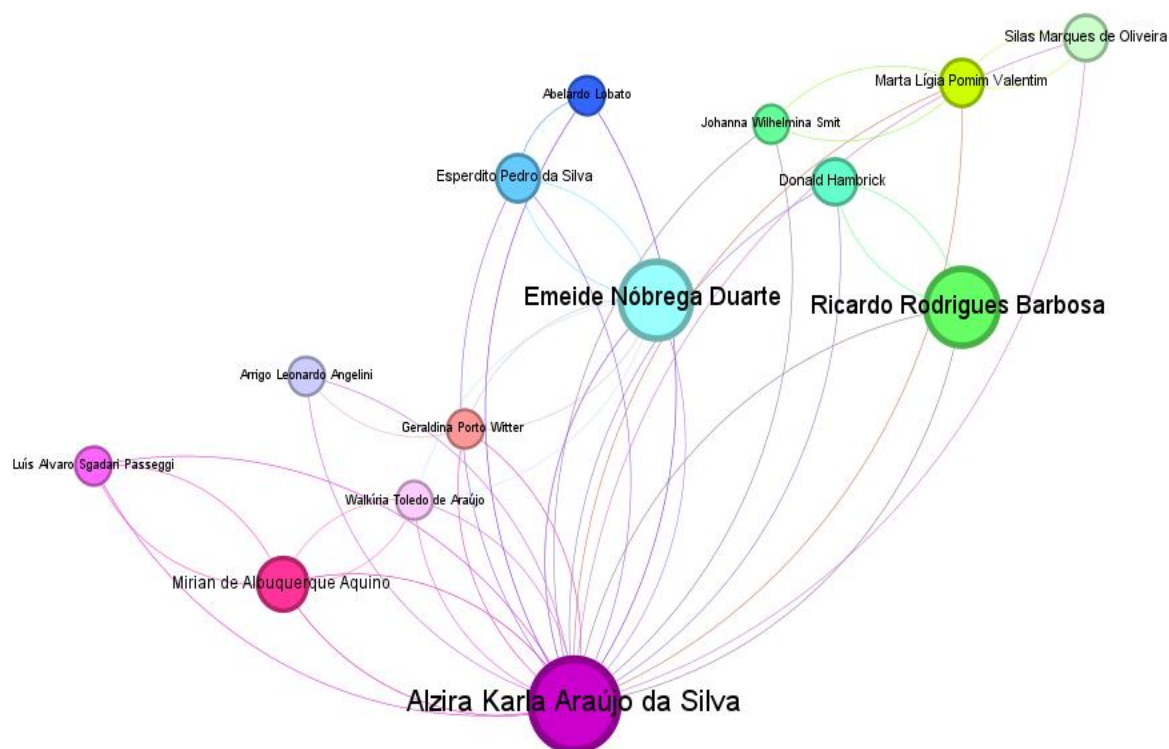 Silas Marques de Oliveira
Marta Lígia Pomim Valentim
Abelardo Lobato
Johanna Wilhelmina Smit
Esperdito Pedro da Silva
Donald Hambrick
Emeide Nóbrega Duarte
Ricardo Rodrigues Barbosa
Arrigo Leonardo Angelini
Geraldina Porto Witter
Luís Alvaro Sgadari Passeggi
Walkíria Toledo de Araújo
Mirian de Albuquerque Aquino
Alzira Karla Araújo da Silva